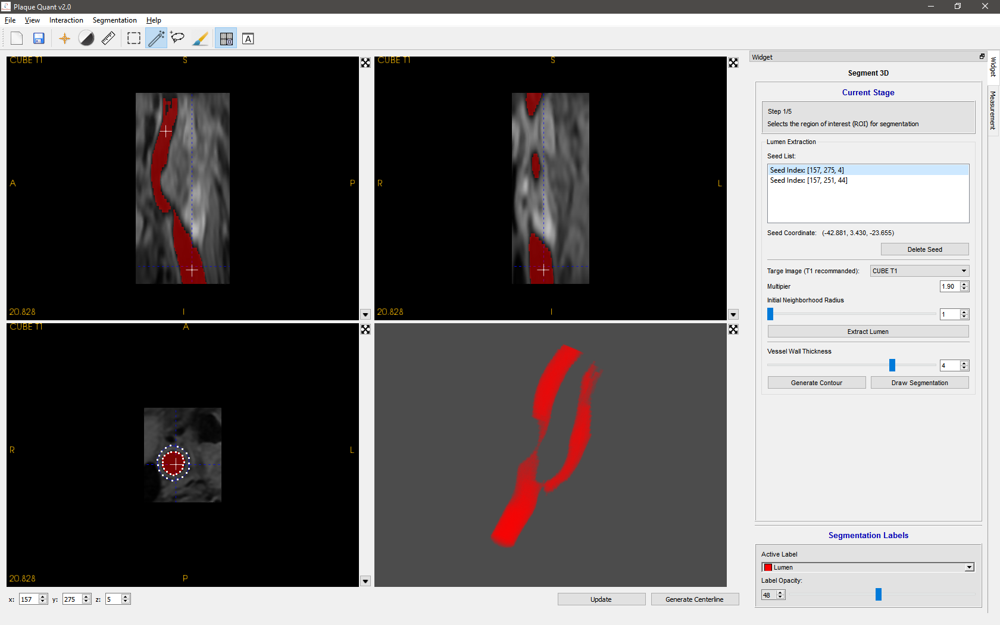 Plaque Quant v2.0
File View Interaction Segmentation Help
A
CUBE T1
S
A
P
20.828
I
CUBE T1
S
R
L
20.828
I
CUBE T1
A
R
L
20.828
P
x: 157 y: 275 z: 5
Update
Generate Centerline
Widget
Segment 3D
Current Stage
Step 1/5
Selects the region of interest (ROI) for segmentation
Lumen Extraction
Seed List:
Seed Index: [157, 275, 4]
Seed Index: [157, 251, 44]
Seed Coordinate: (-42.881, 3.430, -23.655)
Delete Seed
Targe Image (T1 recommanded): CUBE T1
Multipier 1.90
Initial Neighborhood Radius
1
Extract Lumen
Vessel Wall Thickness
4
Generate Contour Draw Segmentation
Segmentation Labels
Active Label
Lumen
Label Opacity:
48
Widget
Measurement